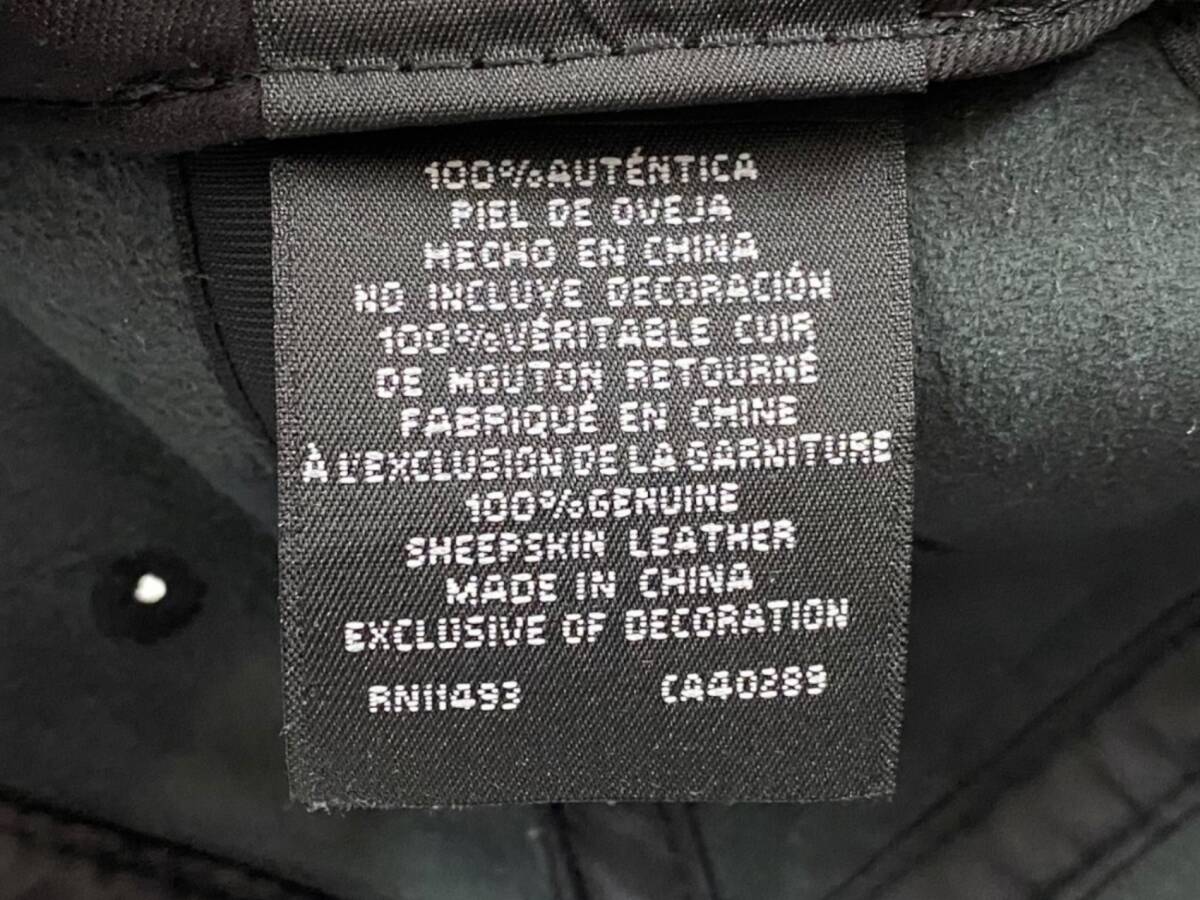 100%AUTÉNTICA
PIEL DE OVEJA
HECHO EN CHINA
NO INCLUYE DECORACIÓN
100%VÉRITABLE CUIR
DE MOUTON RETOURNÉ
FABRIQUÉ EN CHINE
À L'EXCLUSION DE LA GARNITURE
100%GENUINE
SHEEPSKIN LEATHER
MADE IN CHINA
EXCLUSIVE OF DECORATION
RN11493 CA40289